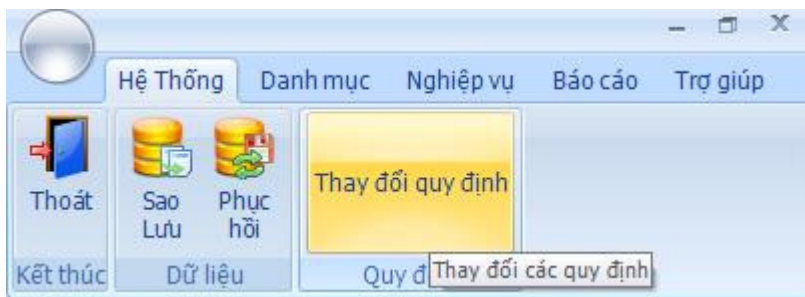 Hệ Thống Danh mục Nghiệp vụ Báo cáo Trợ giúp
Thoát
Sao
Lưu
Phục
hồi
Thay đổi quy định
Kết thúc
Dữ liệu
Quy đ
Thay đổi các quy định